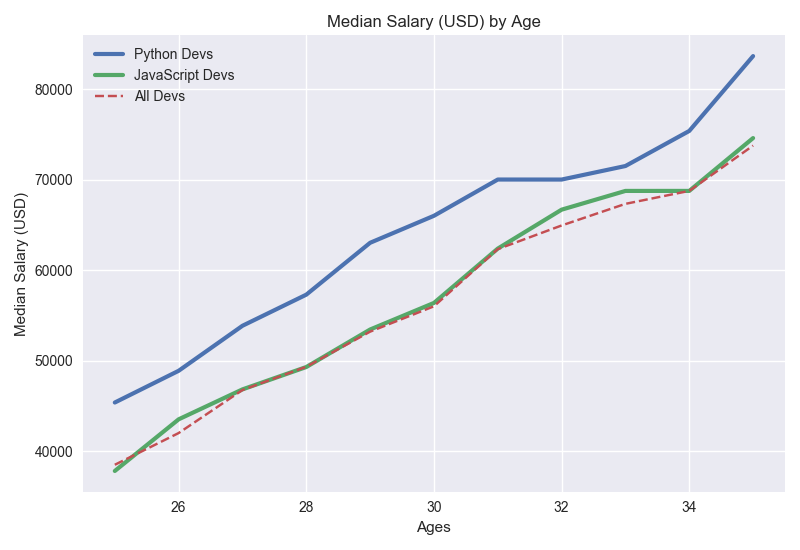 Median Salary (USD) by Age
Python Devs
JavaScript Devs
All Devs
80000
70000
60000
50000
40000
Median Salary (USD)
26 28 30 32 34
Ages